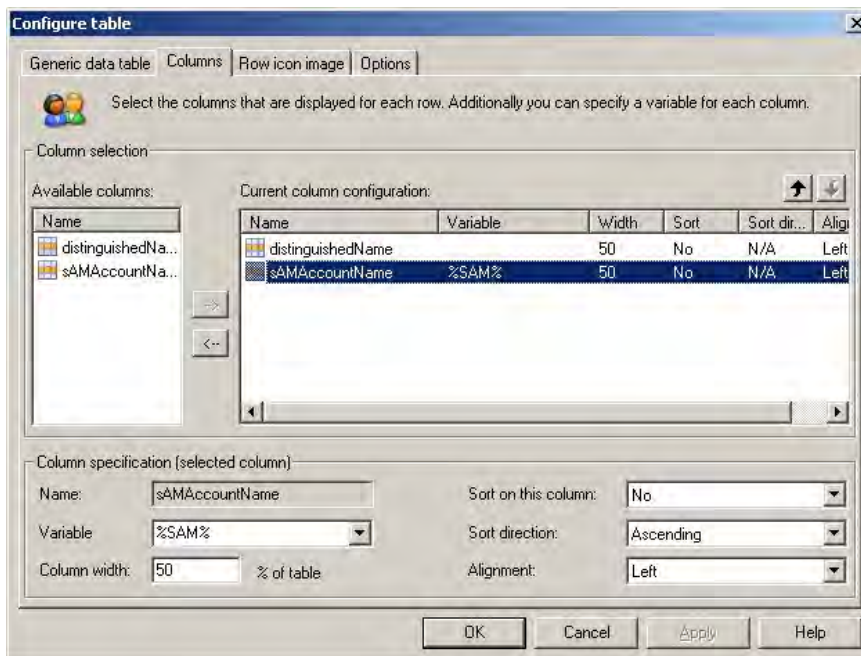 Configure table
Generic data table Columns Row icon image Options
Select the columns that are displayed for each row. Additionally you can specify a variable for each column.
Column selection
Available columns: Current column configuration:
Name Name Variable Width Sort Sort dir... Alig
distinguishedNa... distinguishedName 50 No N/A Left
sAMAccountNa... sAMAccountName %SAM% 50 No N/A Left
-->
<--
Column specification (selected column)
Name: sAMAccountName Sort on this column: No
Variable %SAM% Sort direction: Ascending
Column width: 50 % of table Alignment: Left
OK Cancel Apply Help